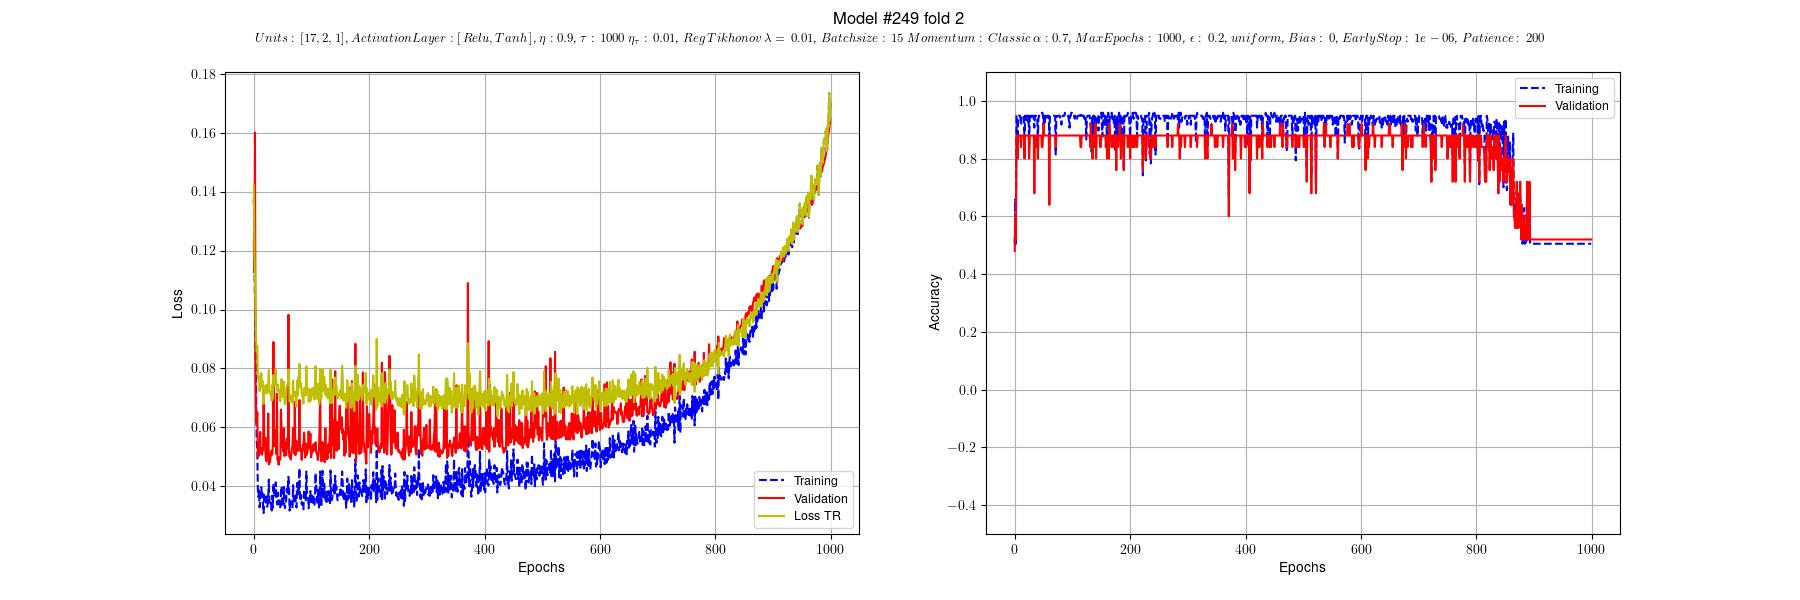 Model #249 fold 2
Units : [17, 2, 1], ActivationLayer : [ Relu, Tanh], η : 0.9, τ : 1000 ητ : 0.01, RegTikhonov λ = 0.01, Batchsize : 15 Momentum : Classic α : 0.7, MaxEpochs : 1000, ϵ : 0.2, uniform, Bias : 0, EarlyStop : 1e − 06, Patience : 200
0.18
0.16
0.14
0.12
0.10
0.08
0.06
0.04
Loss
0 200 400 600 800 1000
Epochs
Training
Validation
Loss TR
1.0
0.8
0.6
0.4
0.2
0.0
−0.2
−0.4
Accuracy
0 200 400 600 800 1000
Epochs
Training
Validation